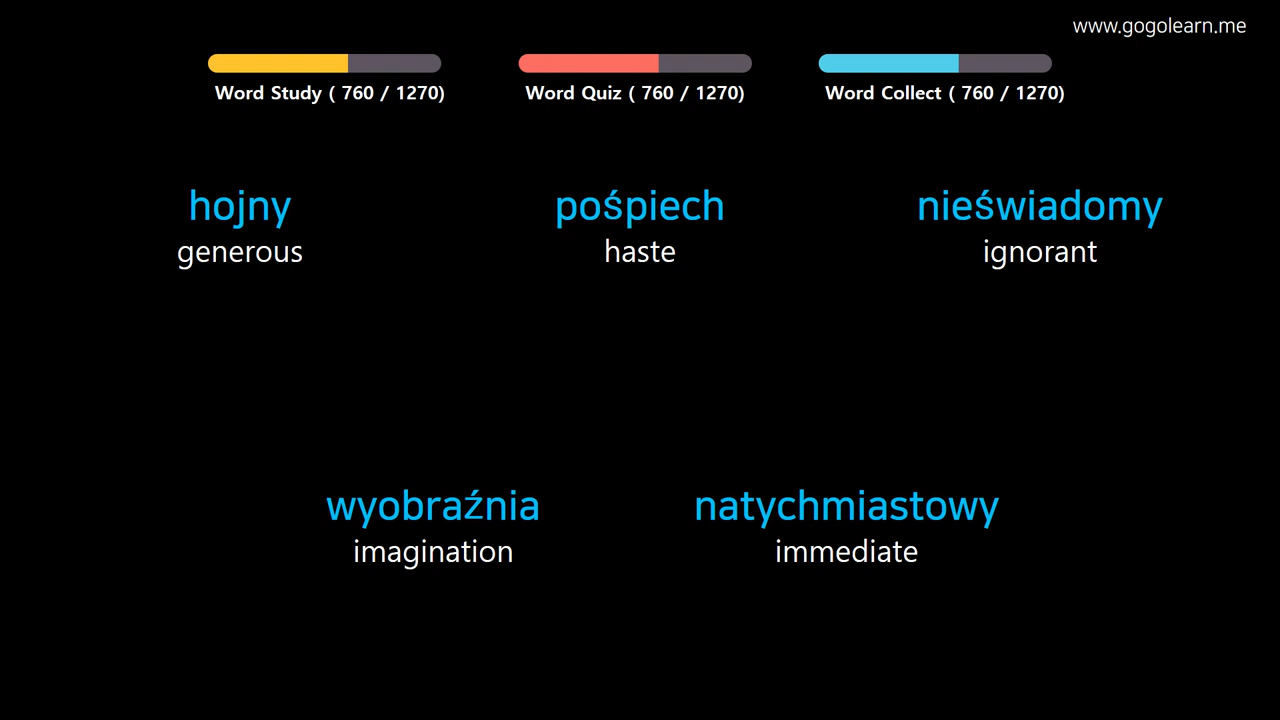 www.gogolearn.me
Word Study ( 760 / 1270)
Word Quiz ( 760 / 1270)
Word Collect ( 760 / 1270)
hojny
generous
pośpiech
haste
nieświadomy
ignorant
wyobraźnia
imagination
natychmiastowy
immediate